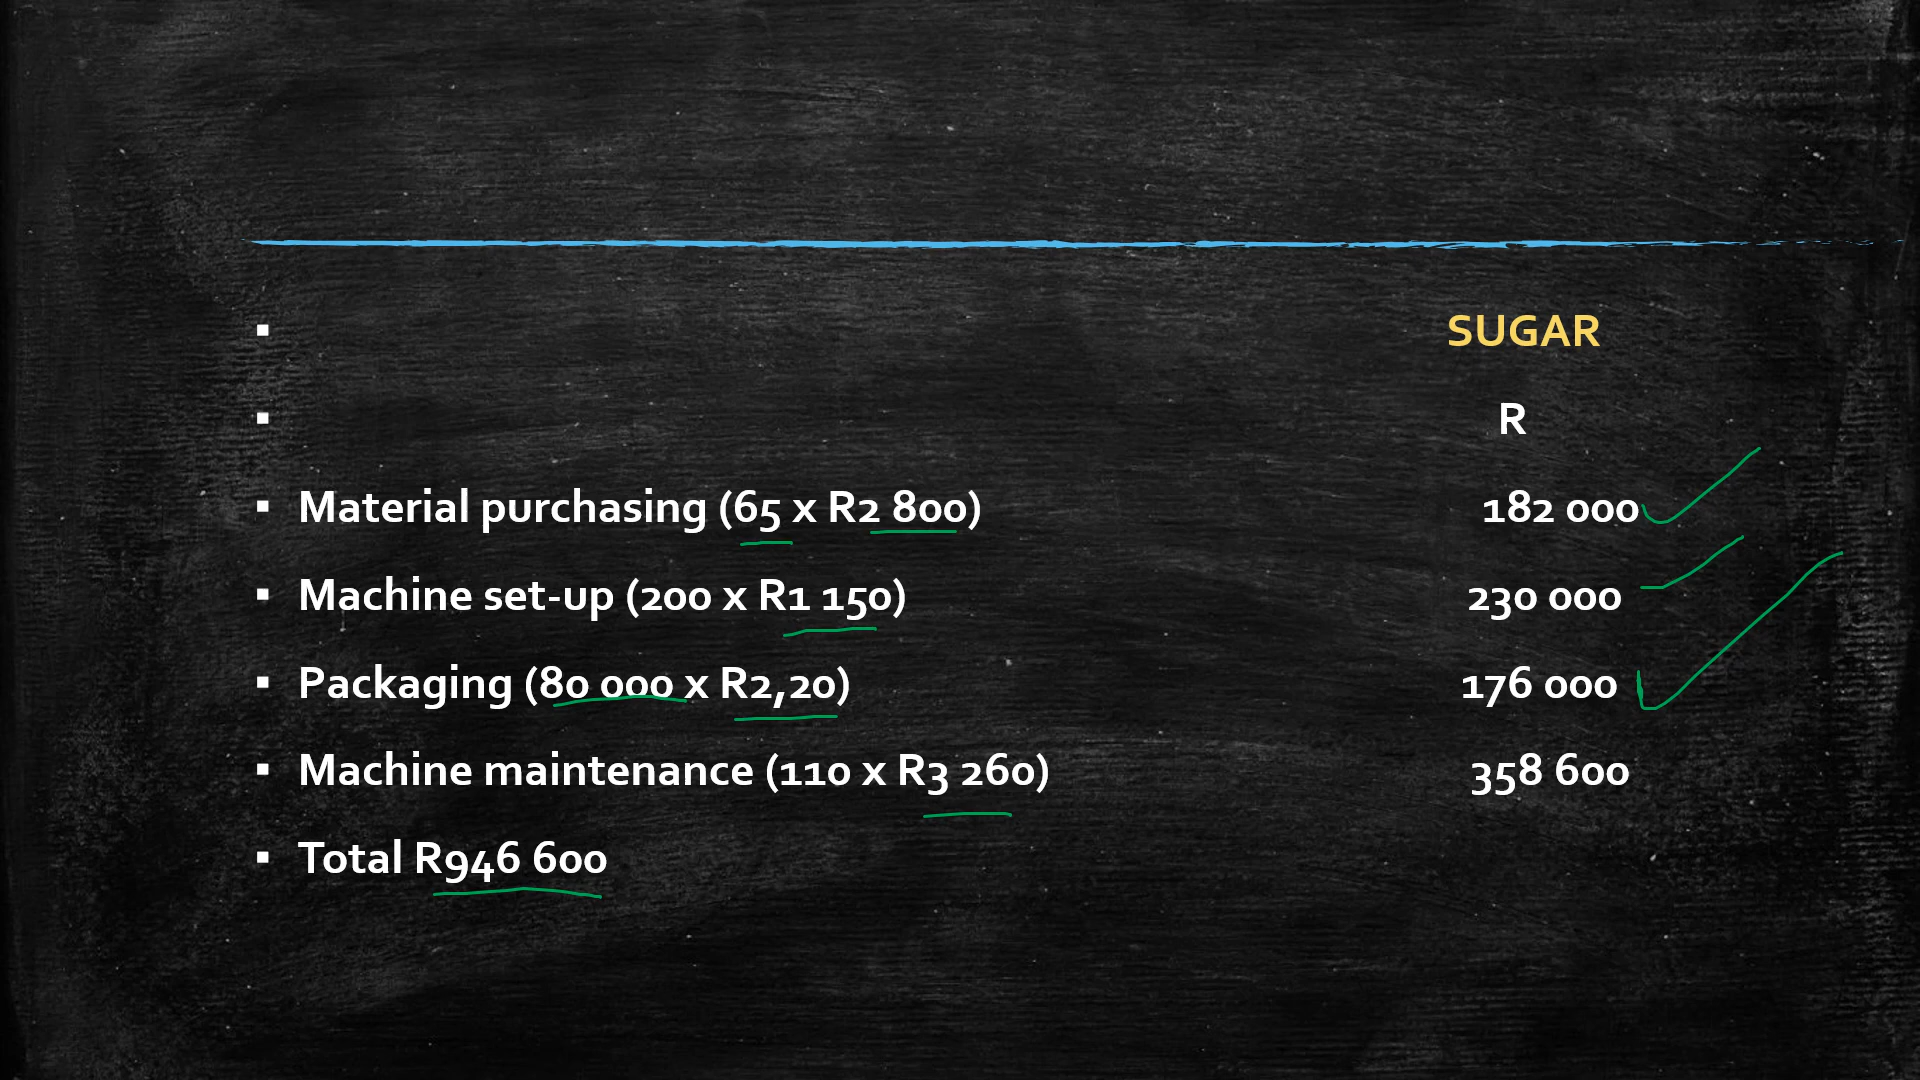 SUGAR
R
Material purchasing (65 x R2 800) 182 000
Machine set-up (200 x R1 150) 230 000
Packaging (80 000 x R2,20) 176 000
Machine maintenance (110 x R3 260) 358 600
Total R946 600